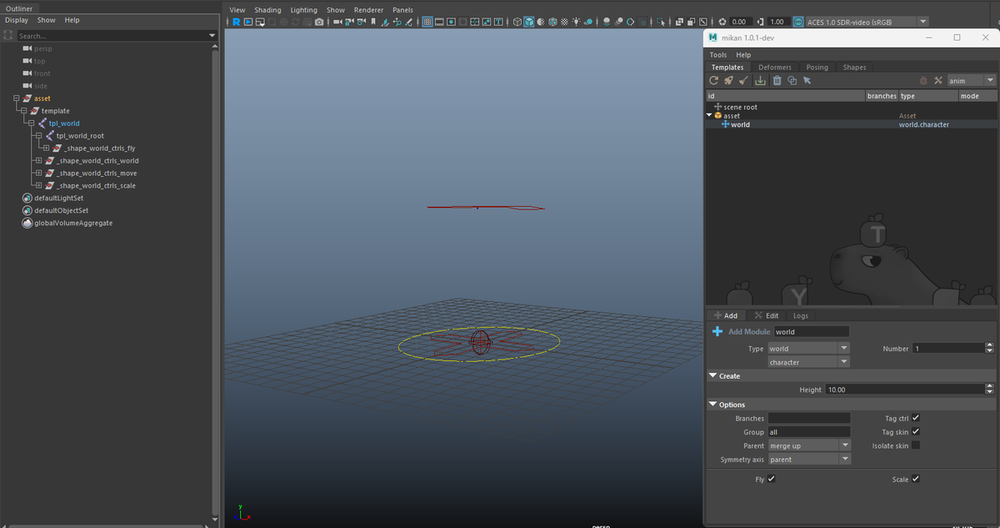 Outliner
Display Show Help
Search...
persp
top
front
side
asset
template
tpl_world
tpl_world_root
_shape_world_ctrls_fly
_shape_world_ctrls_world
_shape_world_ctrls_move
_shape_world_ctrls_scale
defaultLightSet
defaultObjectSet
globalVolumeAggregate
View Shading Lighting Show Renderer Panels
0.00 1.00 ACES 1.0 SDR-video (sRGB)
y
x
persp
mikan 1.0.1-dev
Tools Help
Templates Deformers Posing Shapes
anim
id branches type mode
scene root
asset Asset
world world.character
T
Y
Add Edit Logs
Add Module world
Type world Number 1
character
Create
Height 10.00
Options
Branches Tag ctrl
Group all Tag skin
Parent merge up Isolate skin
Symmetry axis parent
Fly Scale